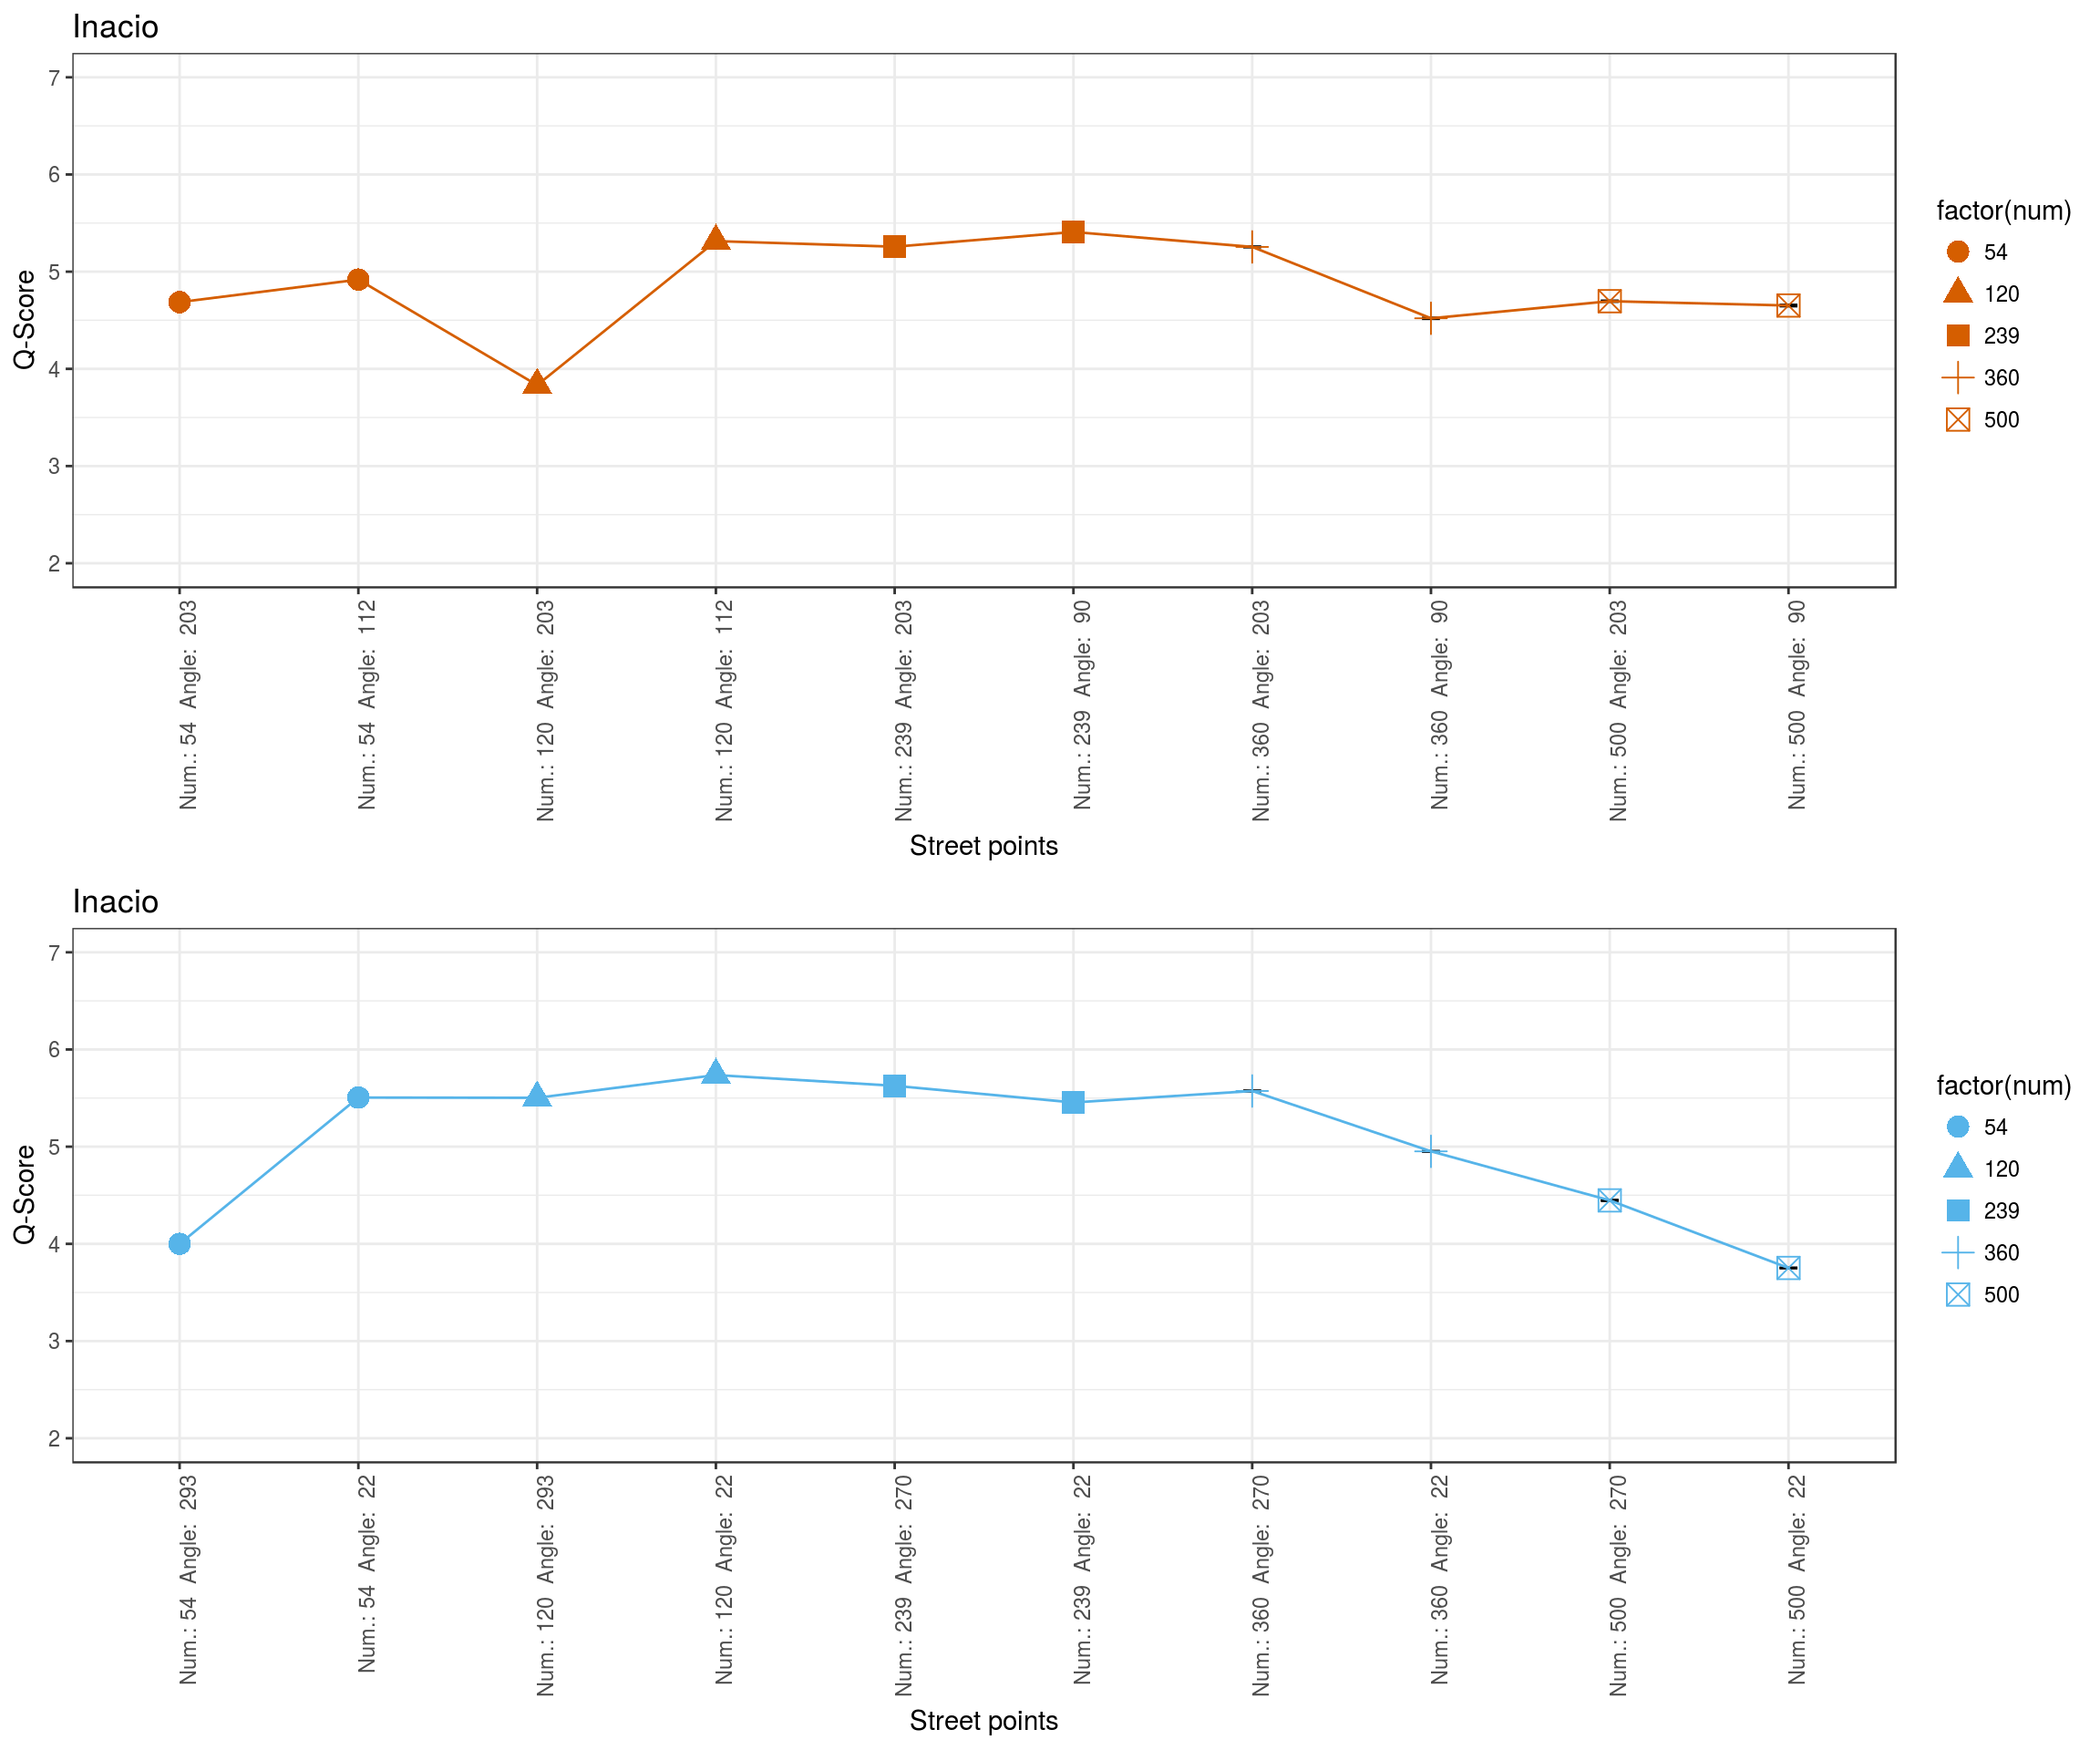 Inacio
7
6
5
4
3
2
Q-Score
Num.: 54 Angle: 203
Num.: 54 Angle: 112
Num.: 120 Angle: 203
Num.: 120 Angle: 112
Num.: 239 Angle: 203
Num.: 239 Angle: 90
Num.: 360 Angle: 203
Num.: 360 Angle: 90
Num.: 500 Angle: 203
Num.: 500 Angle: 90
Street points
factor(num)
54
120
239
360
500
Inacio
7
6
5
4
3
2
Q-Score
Num.: 54 Angle: 293
Num.: 54 Angle: 22
Num.: 120 Angle: 293
Num.: 120 Angle: 22
Num.: 239 Angle: 270
Num.: 239 Angle: 22
Num.: 360 Angle: 270
Num.: 360 Angle: 22
Num.: 500 Angle: 270
Num.: 500 Angle: 22
Street points
factor(num)
54
120
239
360
500